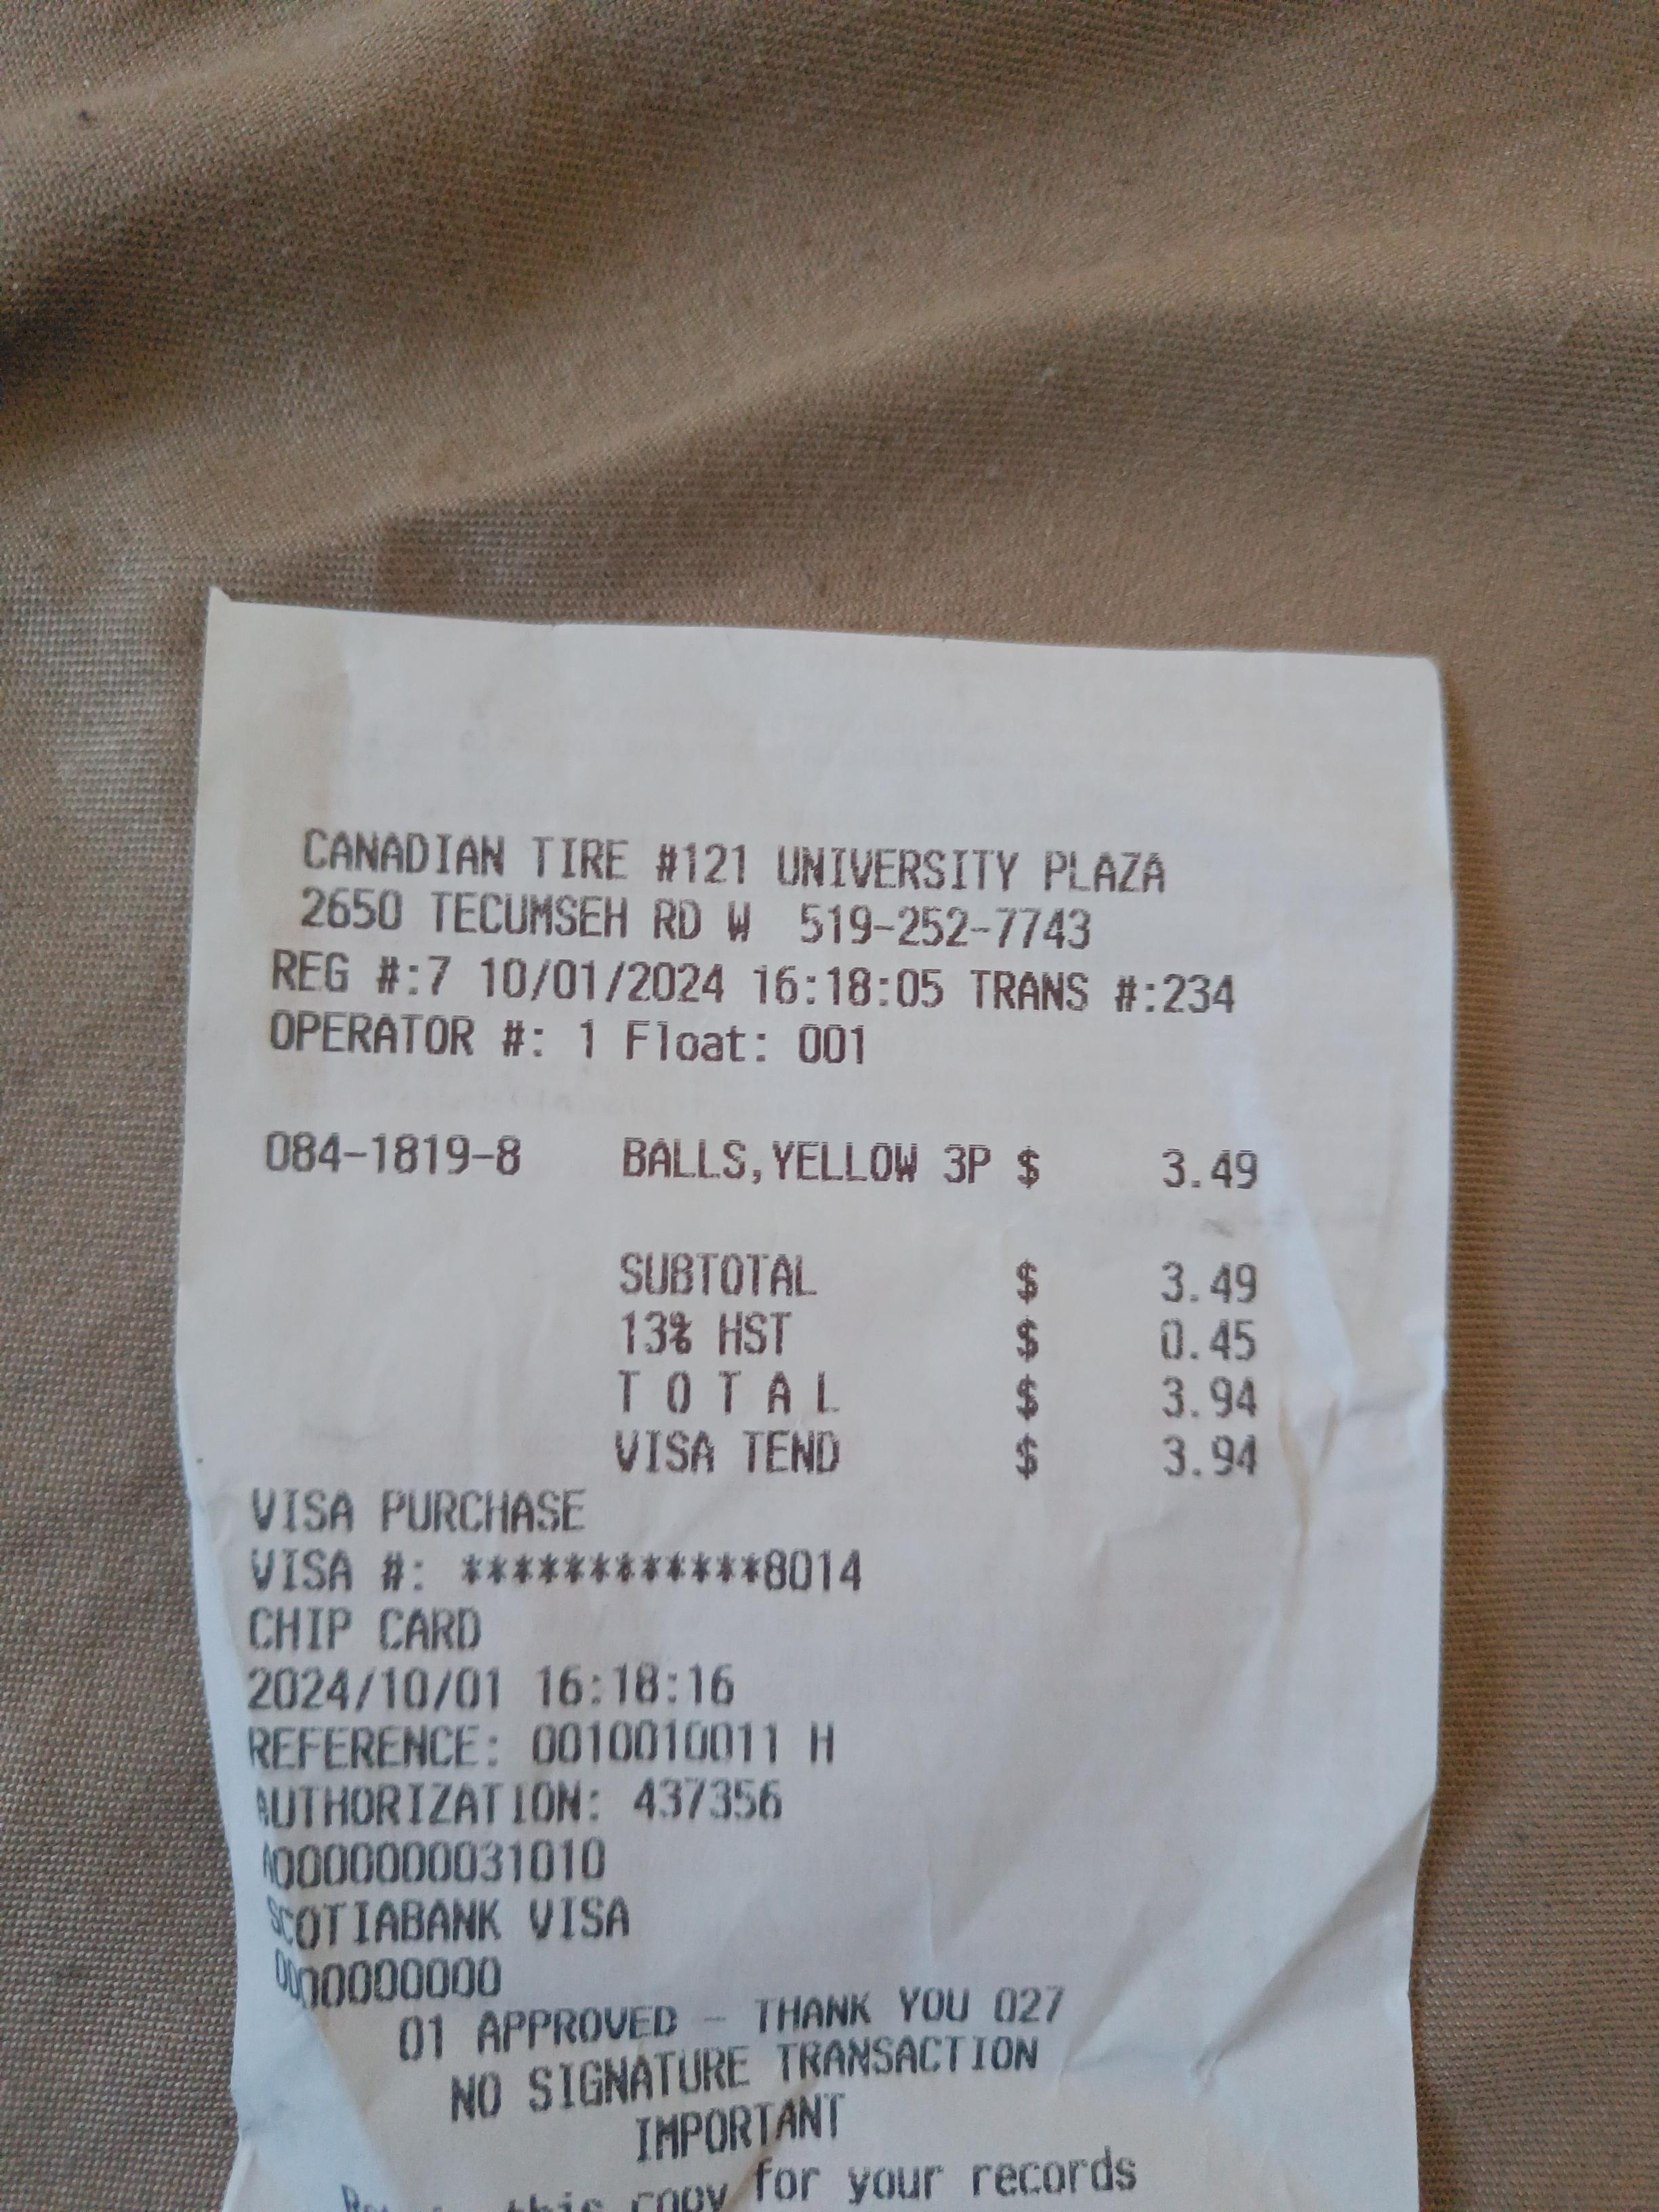 CANADIAN TIRE #121 UNIVERSITY PLAZA
2650 TECUMSEH RD W 519-252-7743
REG #:7 10/01/2024 16:18:05 TRANS #:234
OPERATOR #: 1 Float: 001
084-1819-8 BALLS,YELLOW 3P $ 3.49
SUBTOTAL $ 3.49
13% HST $ 0.45
T O T A L $ 3.94
VISA TEND $ 3.94
VISA PURCHASE
VISA #: ************8014
CHIP CARD
2024/10/01 16:18:16
REFERENCE: 0010010011 H
AUTHORIZATION: 437356
A0000000031010
SCOTIABANK VISA
0000000000
01 APPROVED - THANK YOU 027
NO SIGNATURE TRANSACTION
IMPORTANT
this copy for your records